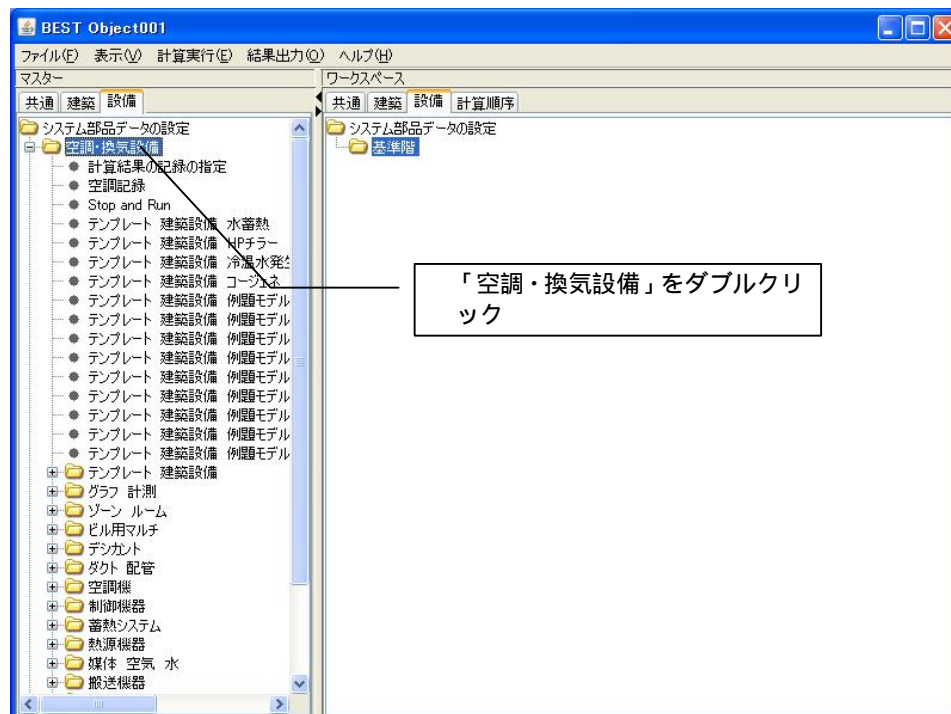 BEST Object001
ファイル(F) 表示(V) 計算実行(E) 結果出力(O) ヘルプ(H)
マスター
共通 建築 設備
システム部品データの設定
空調・換気設備
計算結果の記録の指定
空調記録
Stop and Run
テンプレート 建築設備 水蓄熱
テンプレート 建築設備 HPチラー
テンプレート 建築設備 冷温水発生
テンプレート 建築設備 コージェネ
テンプレート 建築設備 例題モデル
テンプレート 建築設備 例題モデル
テンプレート 建築設備 例題モデル
テンプレート 建築設備 例題モデル
テンプレート 建築設備 例題モデル
テンプレート 建築設備 例題モデル
テンプレート 建築設備 例題モデル
テンプレート 建築設備 例題モデル
テンプレート 建築設備 例題モデル
テンプレート 建築設備
グラフ 計測
ゾーン ルーム
ビル用マルチ
デシカント
ダクト 配管
空調機
制御機器
蓄熱システム
熱源機器
媒体 空気 水
搬送機器
ワークスペース
共通 建築 設備 計算順序
システム部品データの設定
基準階
「空調・換気設備」をダブルクリ
ック